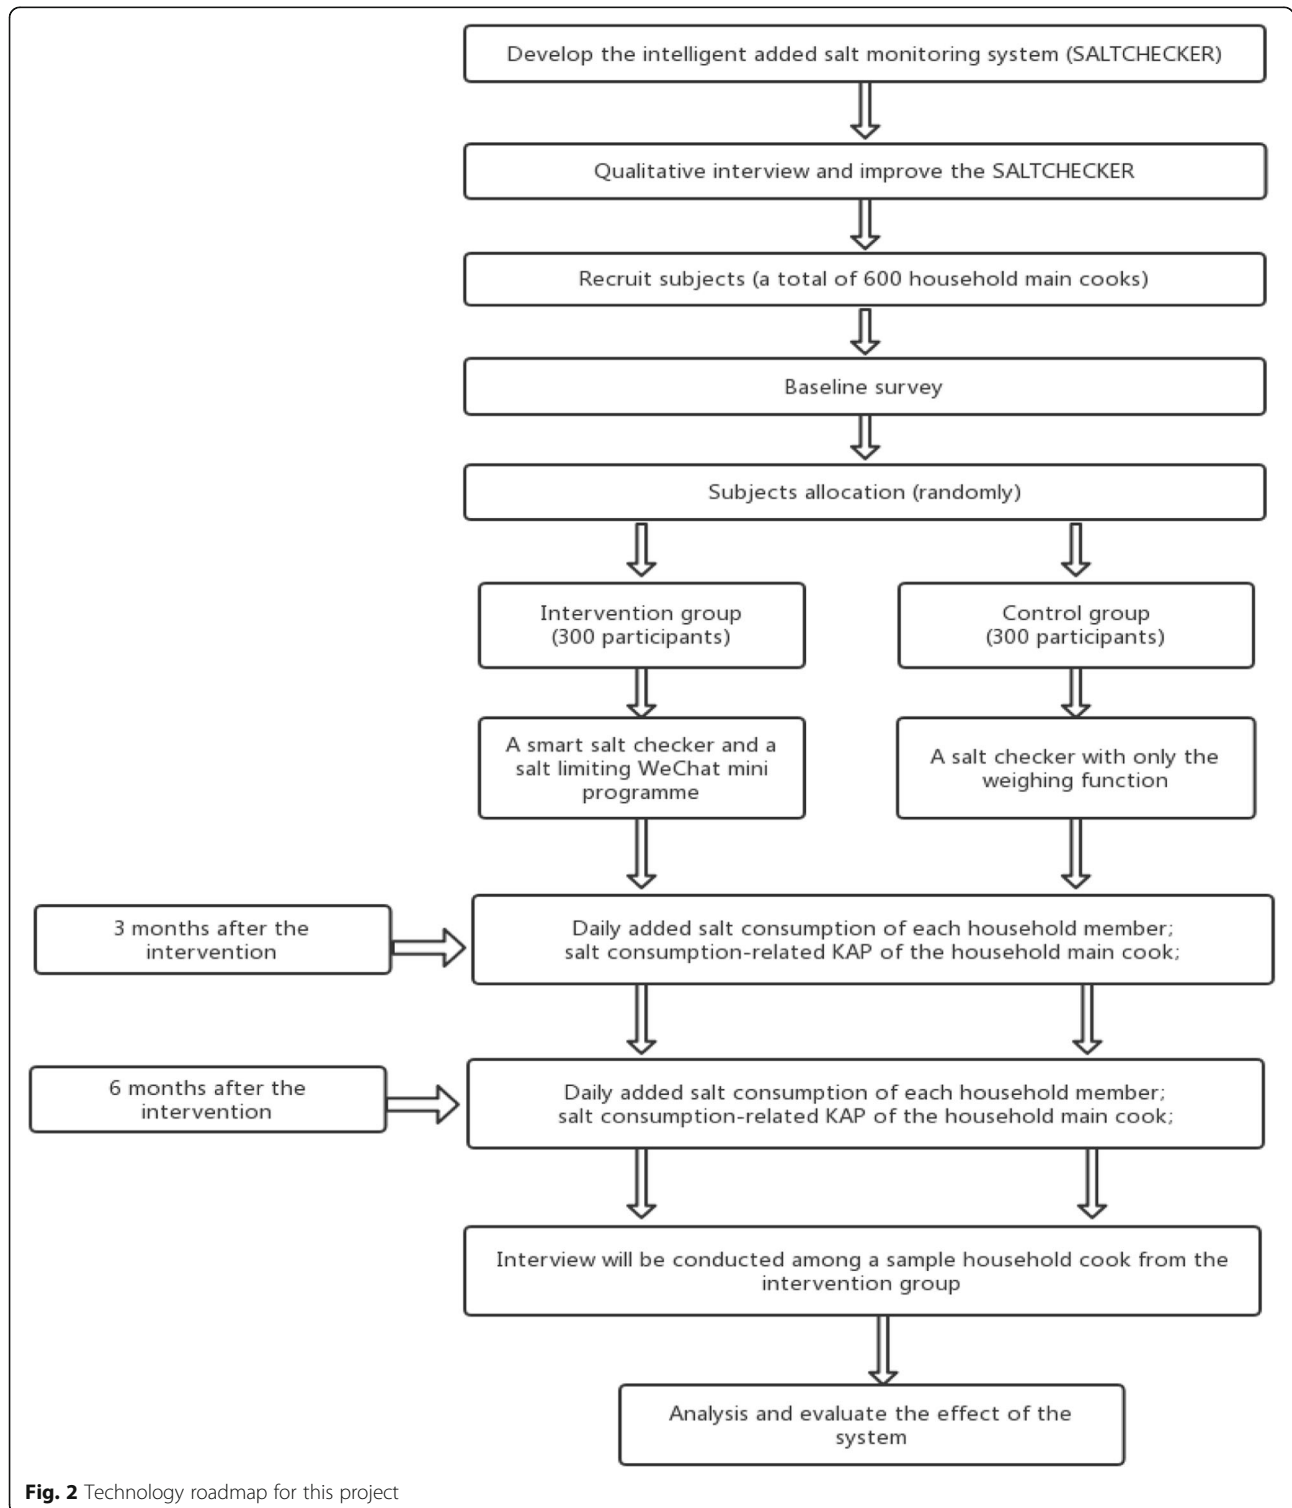 Develop the intelligent added salt monitoring system (SALTCHECKER)
Qualitative interview and improve the SALTCHECKER
Recruit subjects (a total of 600 household main cooks)
Baseline survey
Subjects allocation (randomly)
Intervention group
(300 participants)
Control group
(300 participants)
A smart salt checker and a
salt limiting WeChat mini
programme
A salt checker with only the
weighing function
3 months after the
intervention
Daily added salt consumption of each household member;
salt consumption-related KAP of the household main cook;
6 months after the
intervention
Daily added salt consumption of each household member;
salt consumption-related KAP of the household main cook;
Interview will be conducted among a sample household cook from the
intervention group
Analysis and evaluate the effect of the
system
Fig. 2 Technology roadmap for this project